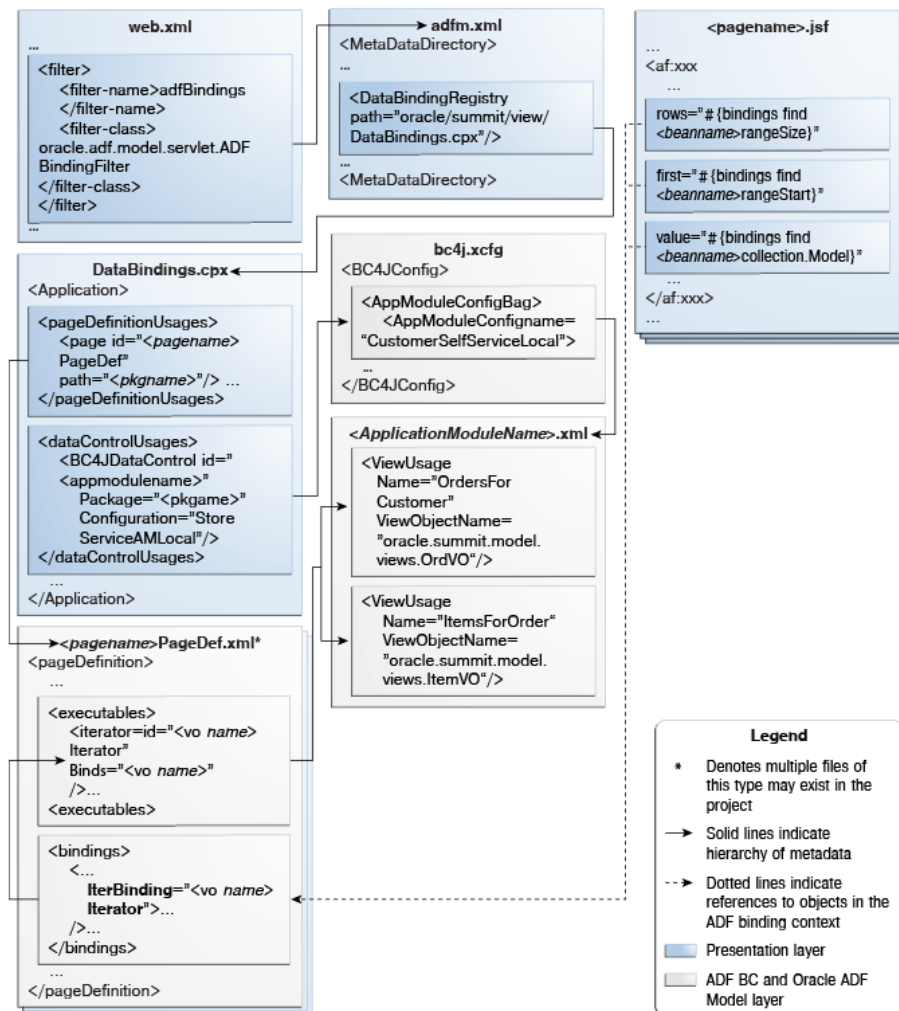 web.xml
...
<filter>
<filter-name>adfBindings
</filter-name>
<filter-class>
oracle.adf.model.servlet.ADF
BindingFilter
</filter-class>
</filter>
...
adfm.xml
<MetaDataDirectory>
...
<DataBindingRegistry
path="oracle/summit/view/
DataBindings.cpx"/>
...
<MetaDataDirectory>
<pagename>.jsf
...
<af:xxx
...
rows="#{bindings find
<beanname>rangeSize}"
first="#{bindings find
<beanname>rangeStart}"
value="#{bindings find
<beanname>collection.Model}"
...
</af:xxx>
...
DataBindings.cpx
<Application>
<pageDefinitionUsages>
<page id="<pagename>
PageDef"
path="<pkgname>"/> ...
</pageDefinitionUsages>
<dataControlUsages>
<BC4JDataControl id="
<appmodulename>"
Package="<pkgame>"
Configuration="Store
ServiceAMLocal"/>
</dataControlUsages>
...
</Application>
bc4j.xcfg
<BC4JConfig>
<AppModuleConfigBag>
<AppModuleConfigname=
"CustomerSelfServiceLocal">
...
</BC4JConfig>
<ApplicationModuleName>.xml
<ViewUsage
Name="OrdersFor
Customer"
ViewObjectName=
"oracle.summit.model.
views.OrdVO"/>
<ViewUsage
Name="ItemsForOrder"
ViewObjectName=
"oracle.summit.model.
views.ItemVO"/>
<pagename>PageDef.xml*
<pageDefinition>
...
<executables>
<iterator=id="<vo name>
Iterator"
Binds="<vo name>"
/>...
<executables>
<bindings>
<...
IterBinding="<vo name>
Iterator">...
/>...
</bindings>
...
</pageDefinition>
Legend
* Denotes multiple files of
this type may exist in the
project
Solid lines indicate
hierarchy of metadata
Dotted lines indicate
references to objects in the
ADF binding context
Presentation layer
ADF BC and Oracle ADF
Model layer